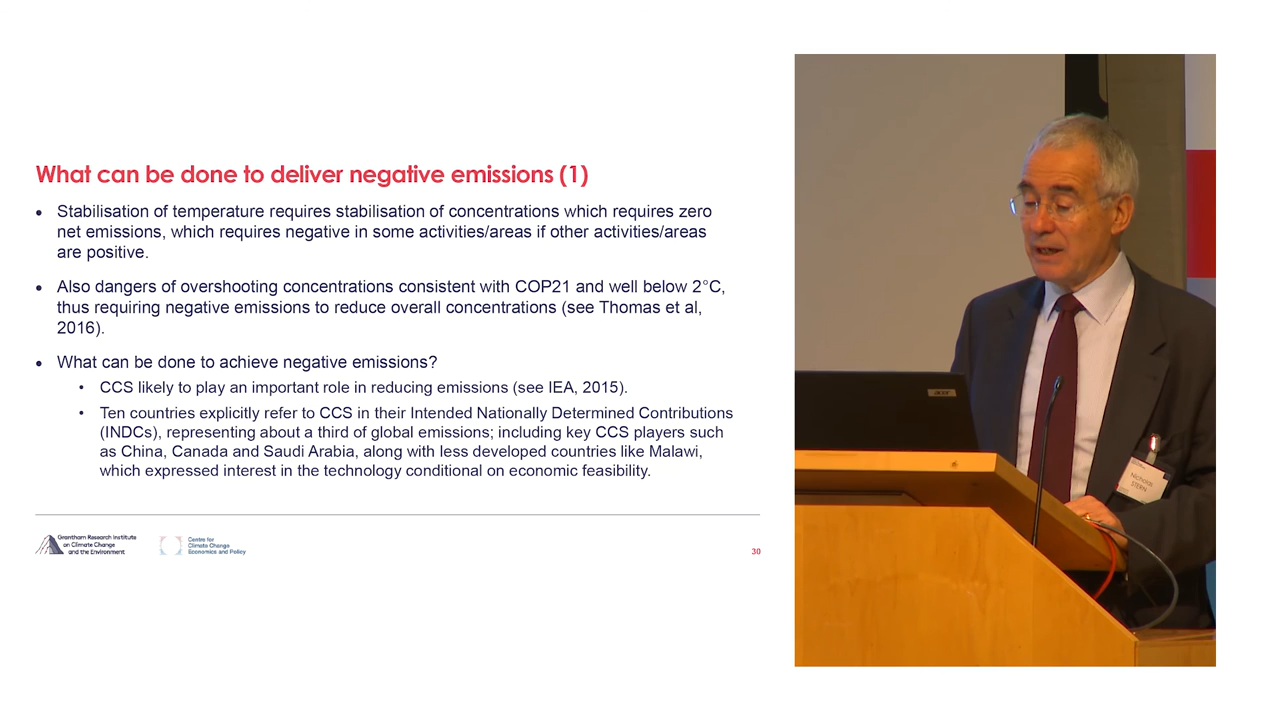 What can be done to deliver negative emissions (1)
• Stabilisation of temperature requires stabilisation of concentrations which requires zero
net emissions, which requires negative in some activities/areas if other activities/areas
are positive.
• Also dangers of overshooting concentrations consistent with COP21 and well below 2°C,
thus requiring negative emissions to reduce overall concentrations (see Thomas et al,
2016).
• What can be done to achieve negative emissions?
• CCS likely to play an important role in reducing emissions (see IEA, 2015).
• Ten countries explicitly refer to CCS in their Intended Nationally Determined Contributions
(INDCs), representing about a third of global emissions; including key CCS players such
as China, Canada and Saudi Arabia, along with less developed countries like Malawi,
which expressed interest in the technology conditional on economic feasibility.
Grantham Research Institute
on Climate Change
and the Environment
Centre for
Climate Change
Economics and Policy
30
acer
Nicholas
STERN